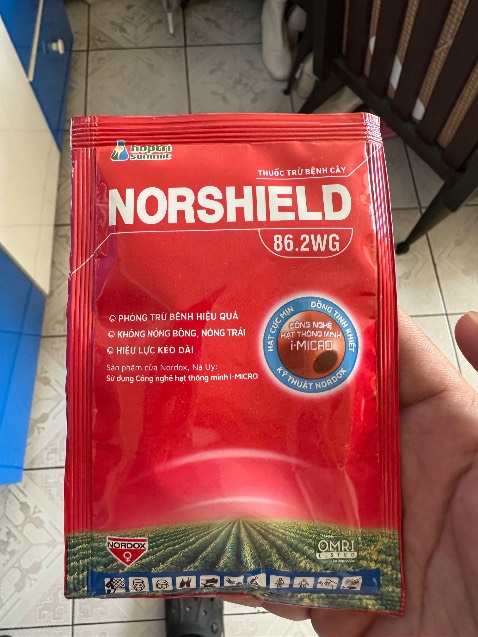 hoptri
summit
THUỐC TRỪ BỆNH CÂY
NORSHIELD
86.2WG
PHÒNG TRỪ BỆNH HIỆU QUẢ
KHÔNG NÓNG BÔNG, NÓNG TRÁI
HIỆU LỰC KÉO DÀI
Sản phẩm của Nordox, Na Uy:
Sử dụng Công nghệ hạt thông minh i-MICRO
HẠT CỰC MỊN
ĐỒNG TINH KHIẾT
CÔNG NGHỆ
HẠT THÔNG MINH
i-MICRO
KỸ THUẬT NORDOX
NORDOX
OMRI
LISTED